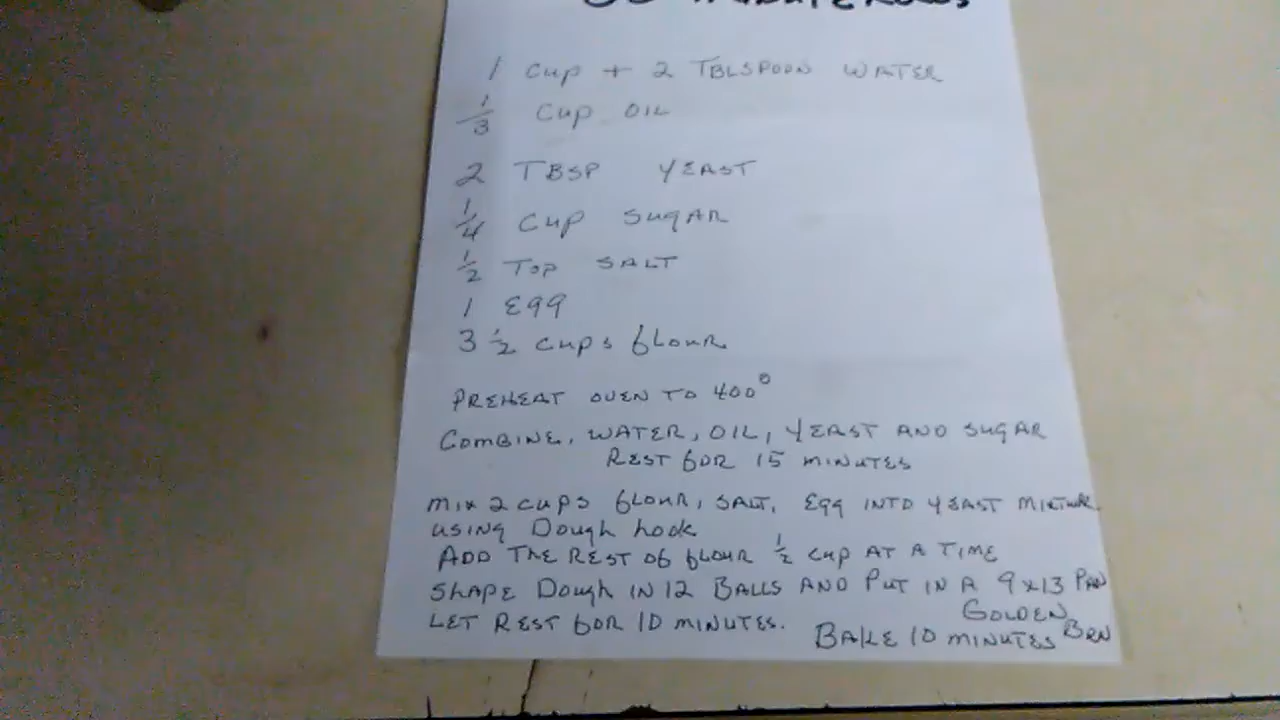 1 Cup + 2 TBLSPOON WATER
1/3 Cup OIL
2 TBSP YEAST
1/4 Cup SUGAR
1/2 TOP SALT
1 Egg
3 1/2 Cups flour
PREHEAT OVEN TO 400°
COMBINE, WATER, OIL, YEAST AND SUGAR
REST FOR 15 MINUTES
MIX 2 CUPS flour, SALT, Egg INTO YEAST MIXTURE
USING Dough hook
ADD THE REST OF flour 1/2 Cup AT A TIME
SHAPE Dough IN 12 BALLS AND PUT IN A 9x13 PAN
LET REST FOR 10 MINUTES.
BAKE 10 MINUTES GOLDEN BRN